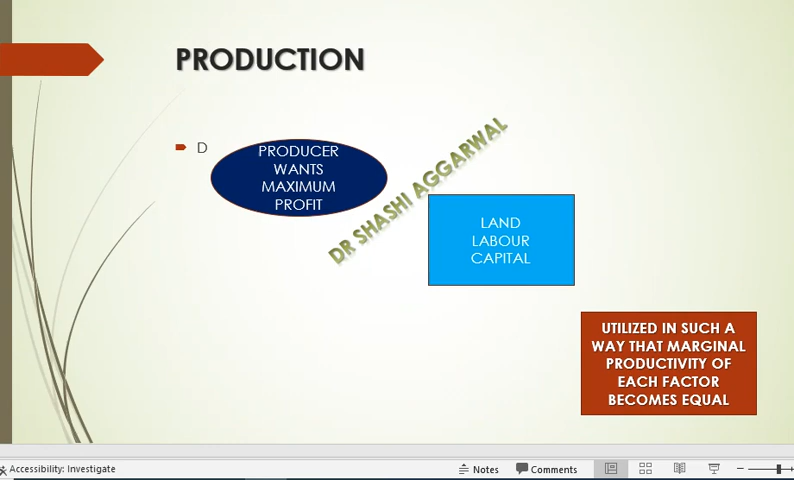 PRODUCTION
D
PRODUCER
WANTS
MAXIMUM
PROFIT
DR SHASHI AGGARWAL
LAND
LABOUR
CAPITAL
UTILIZED IN SUCH A
WAY THAT MARGINAL
PRODUCTIVITY OF
EACH FACTOR
BECOMES EQUAL
Accessibility: Investigate
Notes
Comments